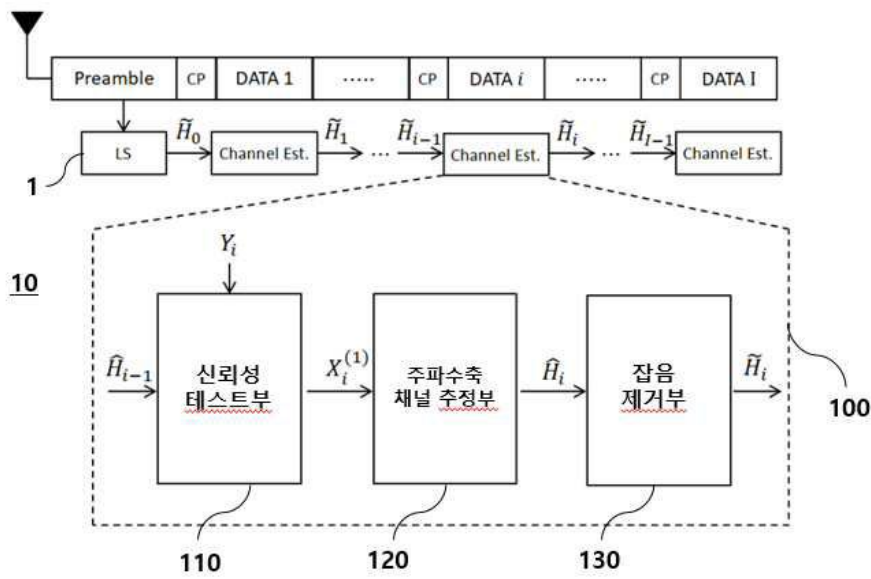 Preamble CP DATA 1 ····· CP DATA i ····· CP DATA I
LS H̃₀ Channel Est. H̃₁ ··· H̃ᵢ₋₁ Channel Est. H̃ᵢ ··· H̃_{I-1} Channel Est.
1
10
Yᵢ
Ĥᵢ₋₁ 신뢰성 Xᵢ⁽¹⁾ 주파수축 Ĥᵢ 잡음 H̃ᵢ
테스트부 채널 추정부 제거부
100
110 120 130